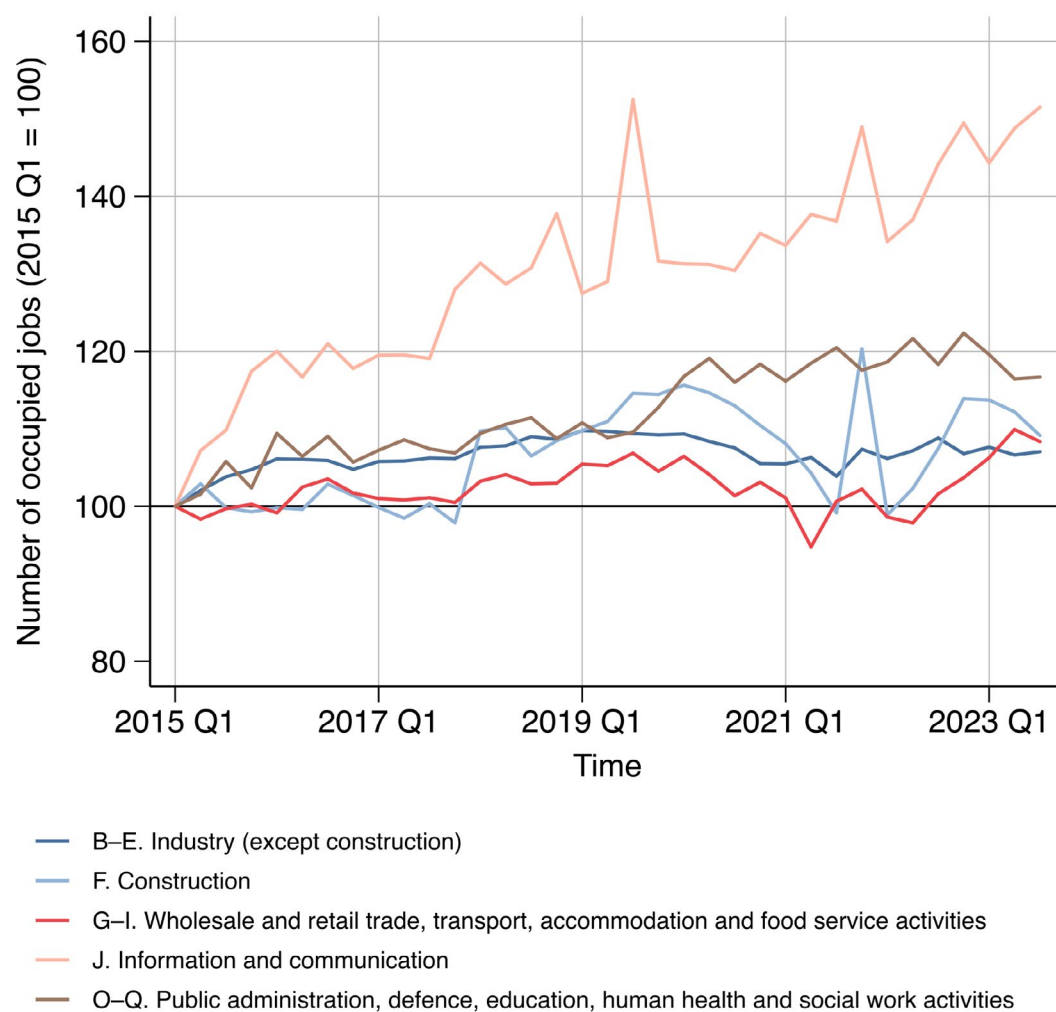 Number of occupied jobs (2015 Q1 = 100)
160
140
120
100
80
2015 Q1 2017 Q1 2019 Q1 2021 Q1 2023 Q1
Time
B–E. Industry (except construction)
F. Construction
G–I. Wholesale and retail trade, transport, accommodation and food service activities
J. Information and communication
O–Q. Public administration, defence, education, human health and social work activities